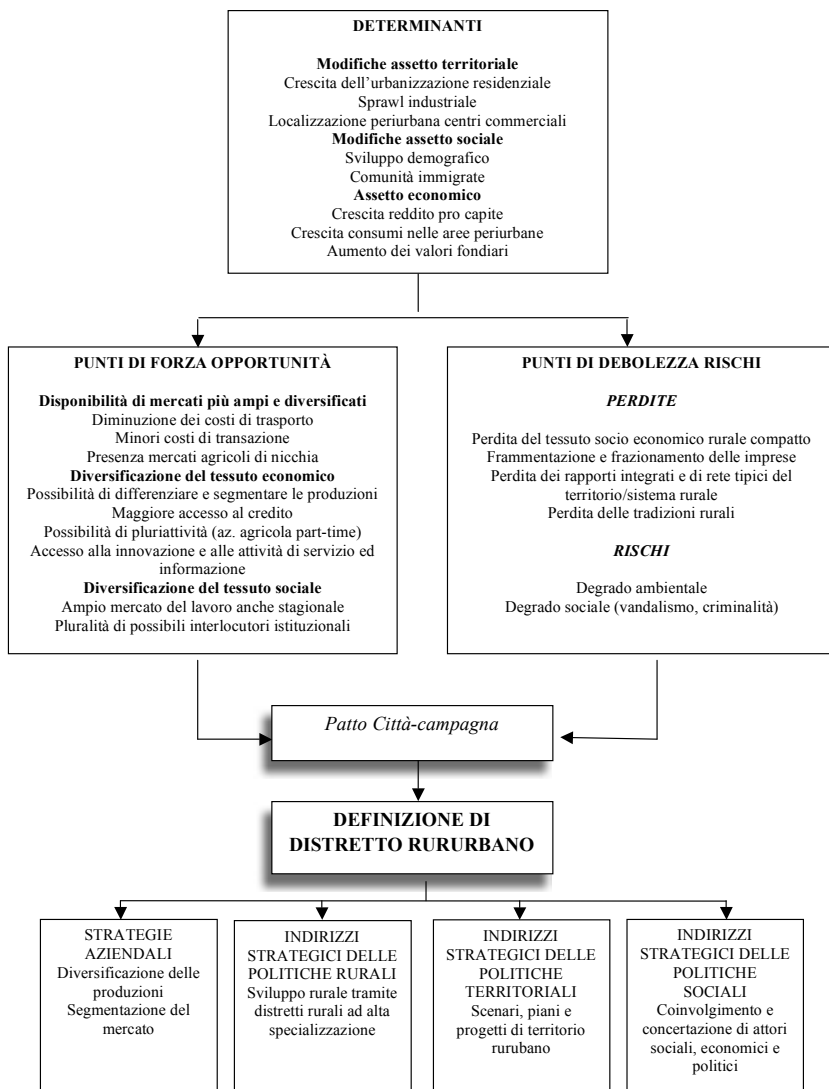 DETERMINANTI
Modifiche assetto territoriale
Crescita dell'urbanizzazione residenziale
Sprawl industriale
Localizzazione periurbana centri commerciali
Modifiche assetto sociale
Sviluppo demografico
Comunità immigrate
Assetto economico
Crescita reddito pro capite
Crescita consumi nelle aree periurbane
Aumento dei valori fondiari
PUNTI DI FORZA OPPORTUNITÀ
Disponibilità di mercati più ampi e diversificati
Diminuzione dei costi di trasporto
Minori costi di transazione
Presenza mercati agricoli di nicchia
Diversificazione del tessuto economico
Possibilità di differenziare e segmentare le produzioni
Maggiore accesso al credito
Possibilità di pluriattività (az. agricola part-time)
Accesso alla innovazione e alle attività di servizio ed
informazione
Diversificazione del tessuto sociale
Ampio mercato del lavoro anche stagionale
Pluralità di possibili interlocutori istituzionali
PUNTI DI DEBOLEZZA RISCHI
PERDITE
Perdita del tessuto socio economico rurale compatto
Frammentazione e frazionamento delle imprese
Perdita dei rapporti integrati e di rete tipici del
territorio/sistema rurale
Perdita delle tradizioni rurali
RISCHI
Degrado ambientale
Degrado sociale (vandalismo, criminalità)
Patto Città-campagna
DEFINIZIONE DI
DISTRETTO RURURBANO
STRATEGIE
AZIENDALI
Diversificazione delle
produzioni
Segmentazione del
mercato
INDIRIZZI
STRATEGICI DELLE
POLITICHE RURALI
Sviluppo rurale tramite
distretti rurali ad alta
specializzazione
INDIRIZZI
STRATEGICI DELLE
POLITICHE
TERRITORIALI
Scenari, piani e
progetti di territorio
rurubano
INDIRIZZI
STRATEGICI DELLE
POLITICHE
SOCIALI
Coinvolgimento e
concertazione di attori
sociali, economici e
politici